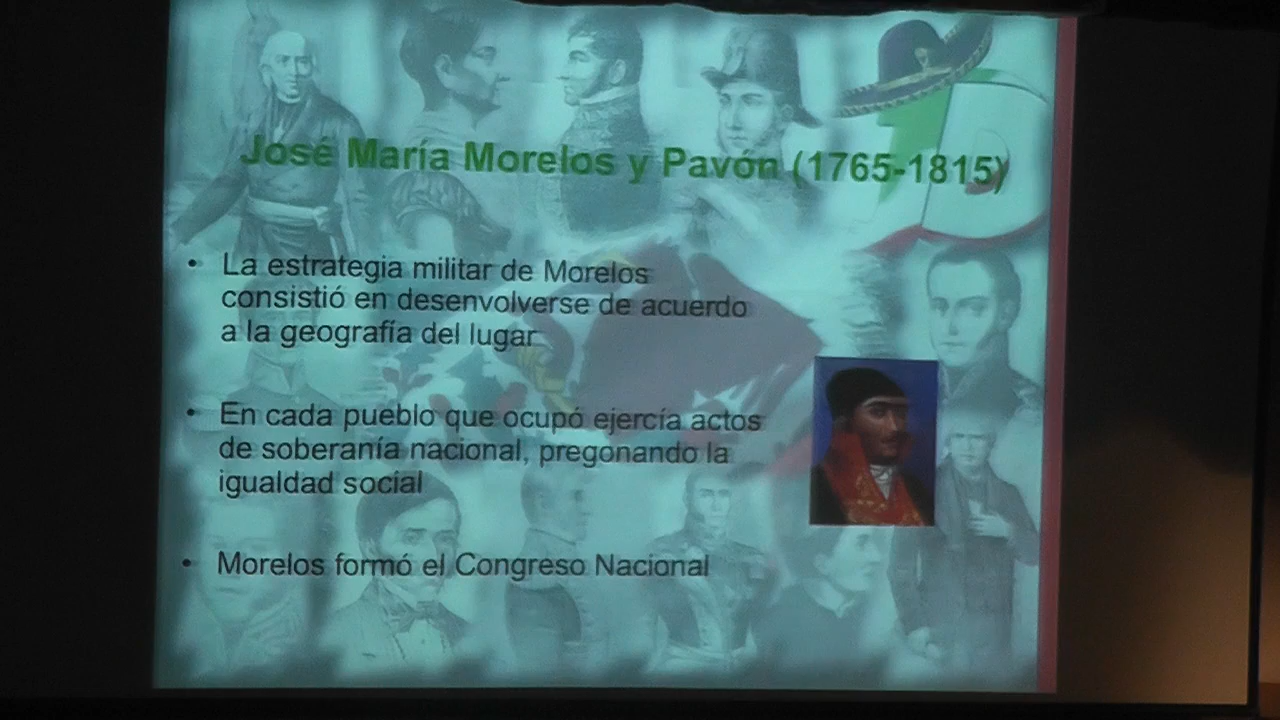 José María Morelos y Pavón (1765-1815)
• La estrategia militar de Morelos
consistió en desenvolverse de acuerdo
a la geografía del lugar
• En cada pueblo que ocupó ejercía actos
de soberanía nacional, pregonando la
igualdad social
• Morelos formó el Congreso Nacional